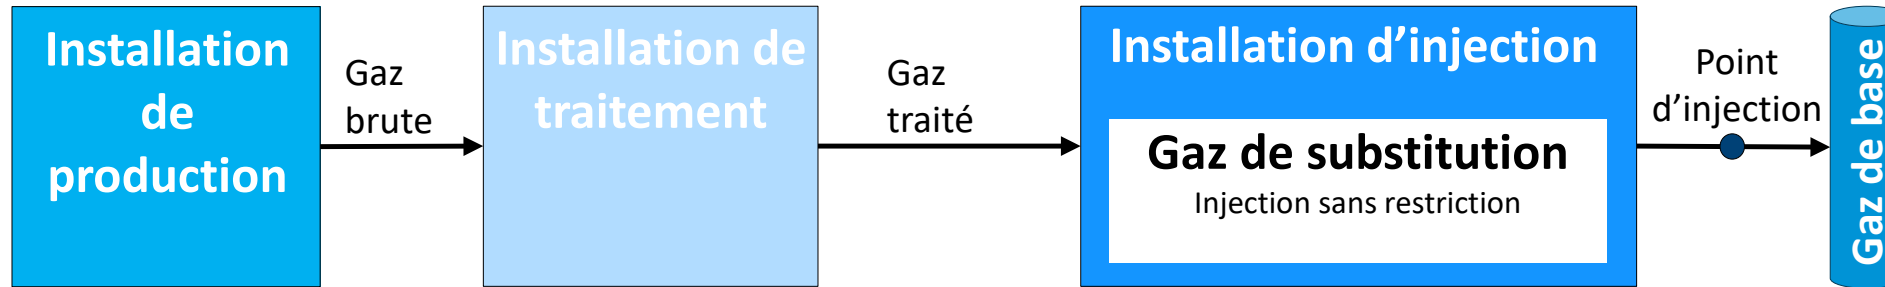 Installation
de
production
Gaz
brute
Installation de
traitement
Gaz
traité
Installation d’injection
Gaz de substitution
Injection sans restriction
Point
d’injection
Gaz de base